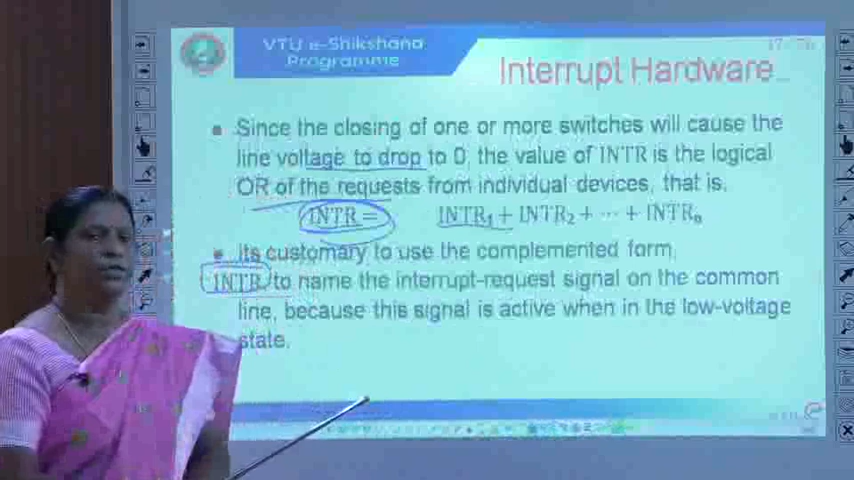 VTU e-Shikshana
Programme
Interrupt Hardware
Since the closing of one or more switches will cause the
line voltage to drop to 0, the value of INTR is the logical
OR of the requests from individual devices, that is,
INTR = INTR₁ + INTR₂ + ··· + INTRₙ
Its customary to use the complemented form,
INTR to name the interrupt-request signal on the common
line, because this signal is active when in the low-voltage
state.